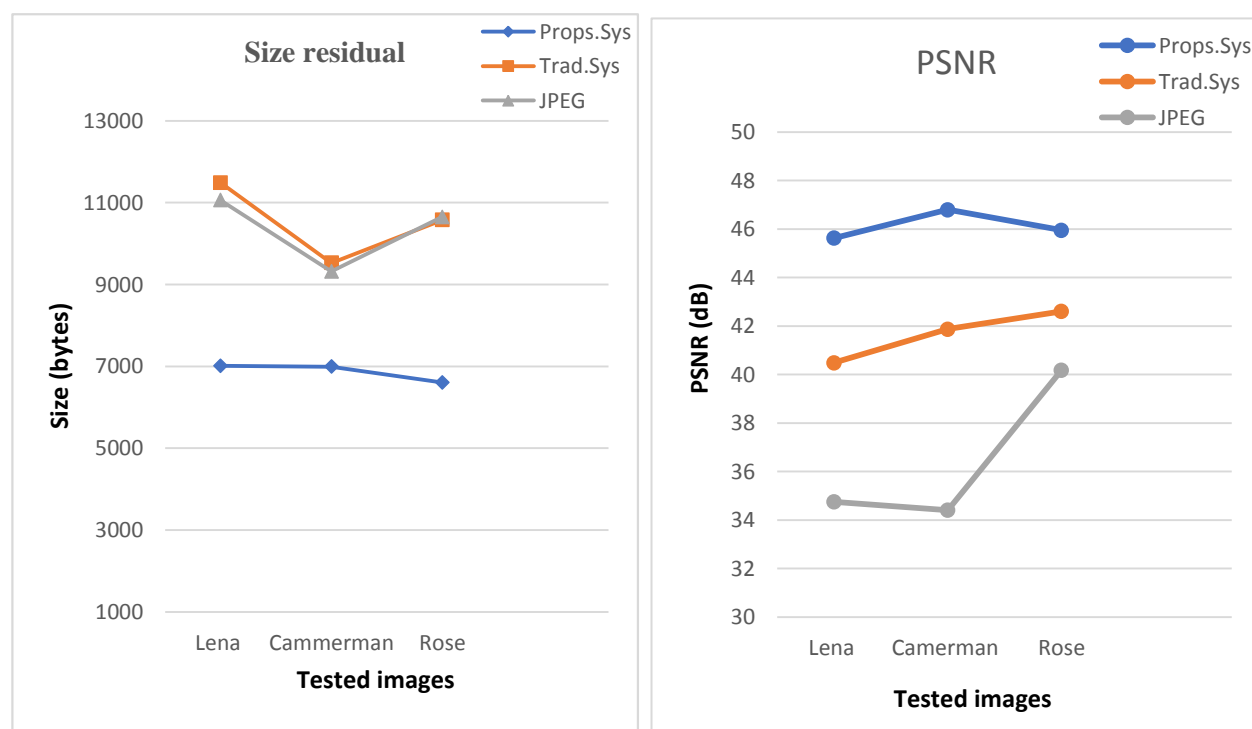 Size residual
Props.Sys
Trad.Sys
JPEG
13000
11000
9000
7000
5000
3000
1000
Size (bytes)
Lena Cammerman Rose
Tested images
PSNR
Props.Sys
Trad.Sys
JPEG
50
48
46
44
42
40
38
36
34
32
30
PSNR (dB)
Lena Camerman Rose
Tested images